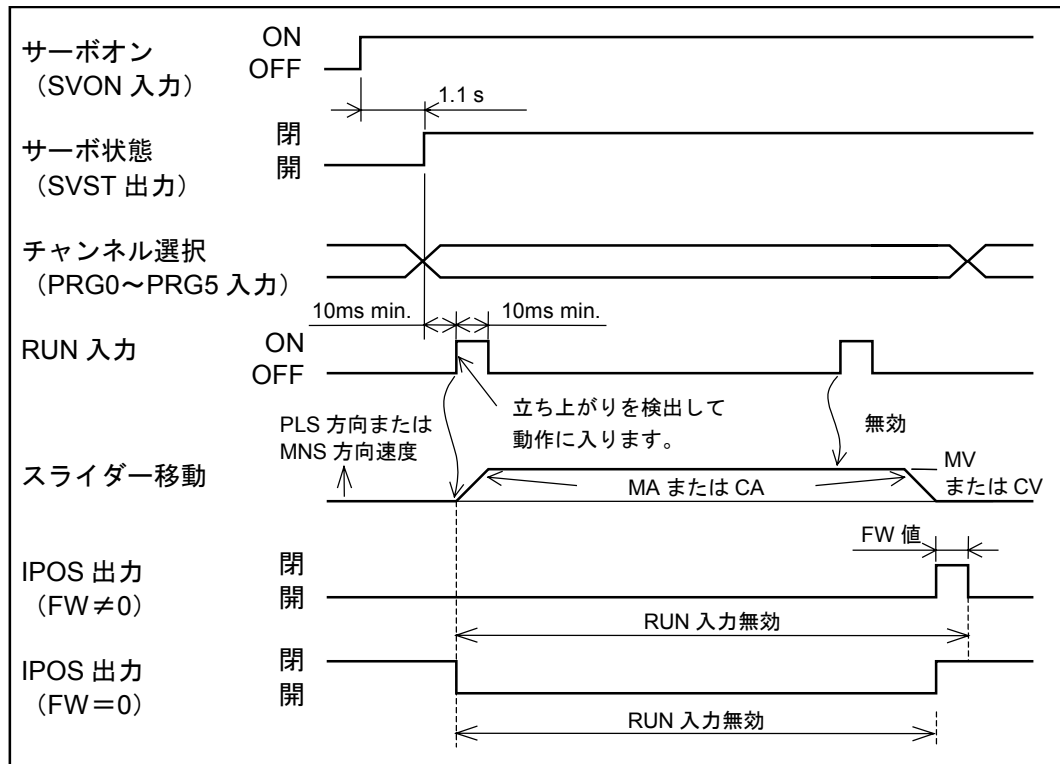 サーボオン
（SVON 入力）
ON
OFF
1.1 s
サーボ状態
（SVST 出力）
閉
開
チャンネル選択
（PRG0～PRG5 入力）
10ms min.
10ms min.
RUN 入力
ON
OFF
立ち上がりを検出して
動作に入ります。
無効
PLS 方向または
MNS 方向速度
スライダー移動
MA または CA
MV
または CV
FW 値
IPOS 出力
（FW≠0）
閉
開
RUN 入力無効
IPOS 出力
（FW＝0）
閉
開
RUN 入力無効